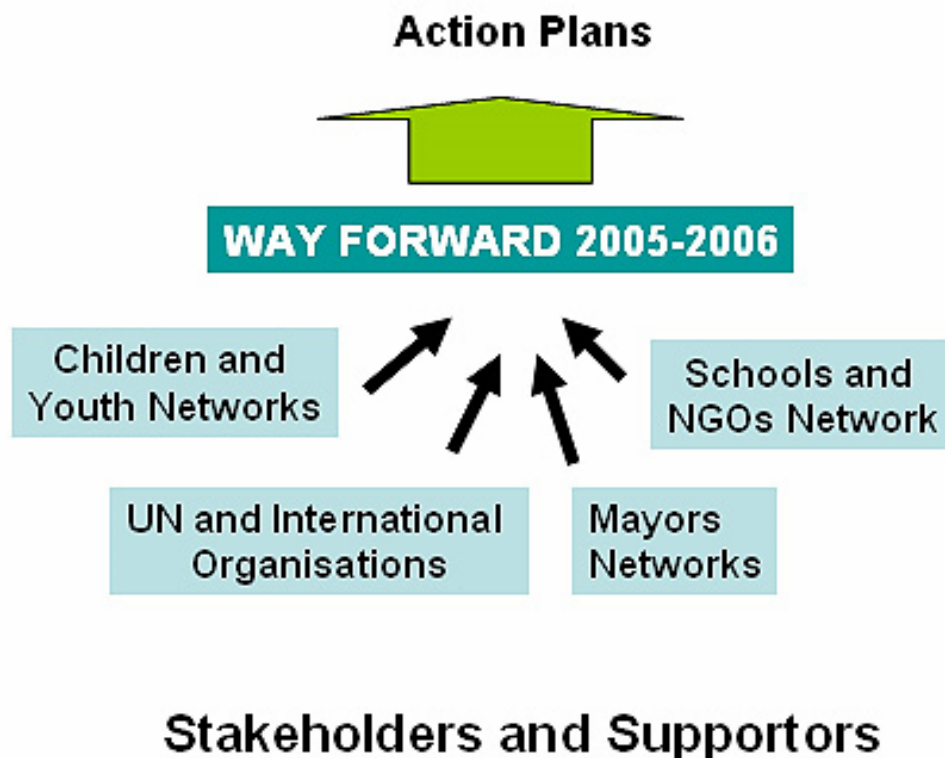 Action Plans
WAY FORWARD 2005-2006
Children and
Youth Networks
Schools and
NGOs Network
UN and International
Organisations
Mayors
Networks
Stakeholders and Supportors